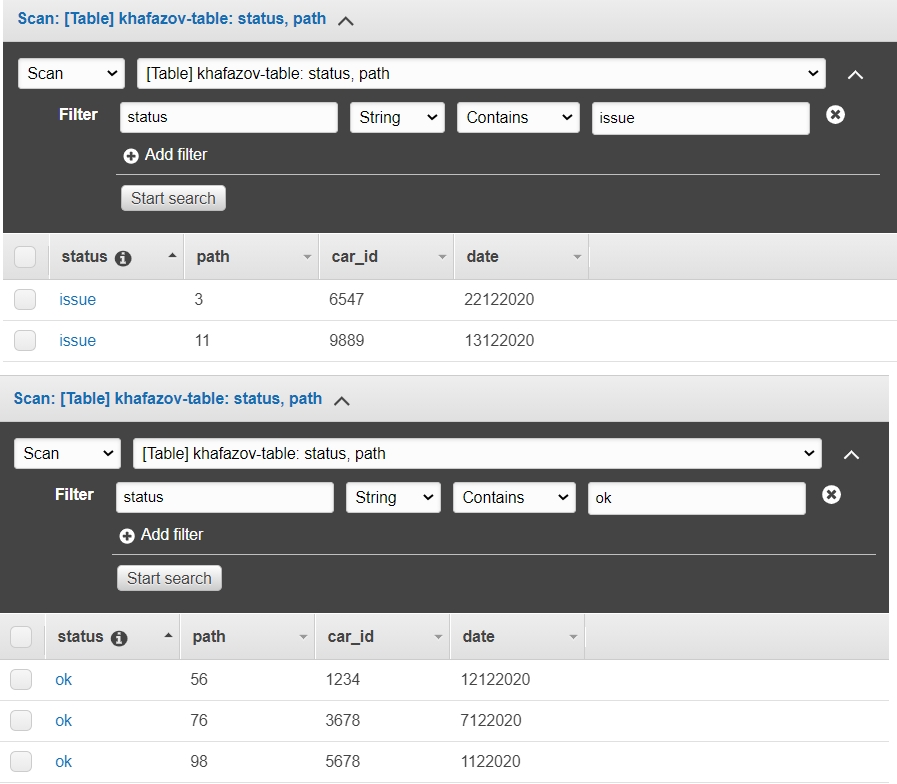 Scan: [Table] khafazov-table: status, path
Scan [Table] khafazov-table: status, path
Filter status String Contains issue
Add filter
Start search
status path car_id date
issue 3 6547 22122020
issue 11 9889 13122020
Scan: [Table] khafazov-table: status, path
Scan [Table] khafazov-table: status, path
Filter status String Contains ok
Add filter
Start search
status path car_id date
ok 56 1234 12122020
ok 76 3678 7122020
ok 98 5678 1122020